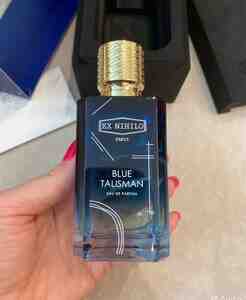 EX NIHILO
PARIS
BLUE
TALISMAN
EAU DE PARFUM